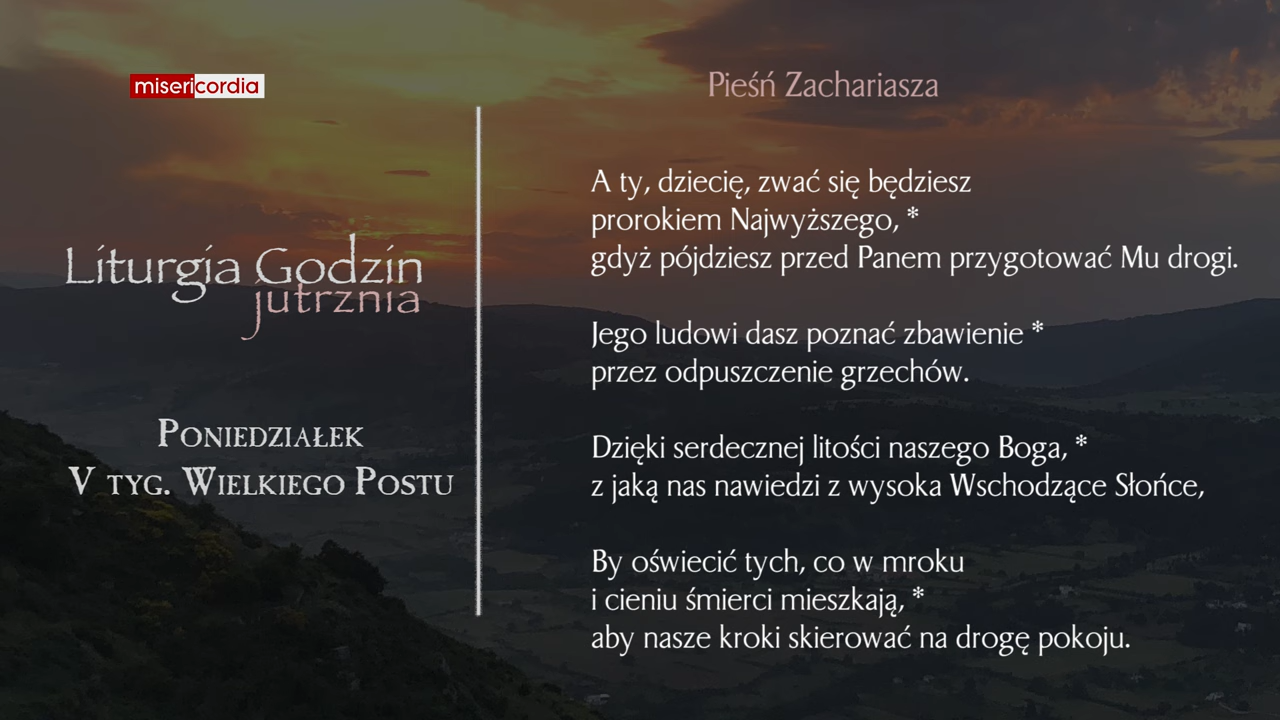 misericordia
Liturgia Godzin
jutrznia
Poniedziałek
V tyg. Wielkiego Postu
Pieśń Zachariasza
A ty, dziecię, zwać się będziesz
prorokiem Najwyższego, *
gdyż pójdziesz przed Panem przygotować Mu drogi.
Jego ludowi dasz poznać zbawienie *
przez odpuszczenie grzechów.
Dzięki serdecznej litości naszego Boga, *
z jaką nas nawiedzi z wysoka Wschodzące Słońce,
By oświecić tych, co w mroku
i cieniu śmierci mieszkają, *
aby nasze kroki skierować na drogę pokoju.